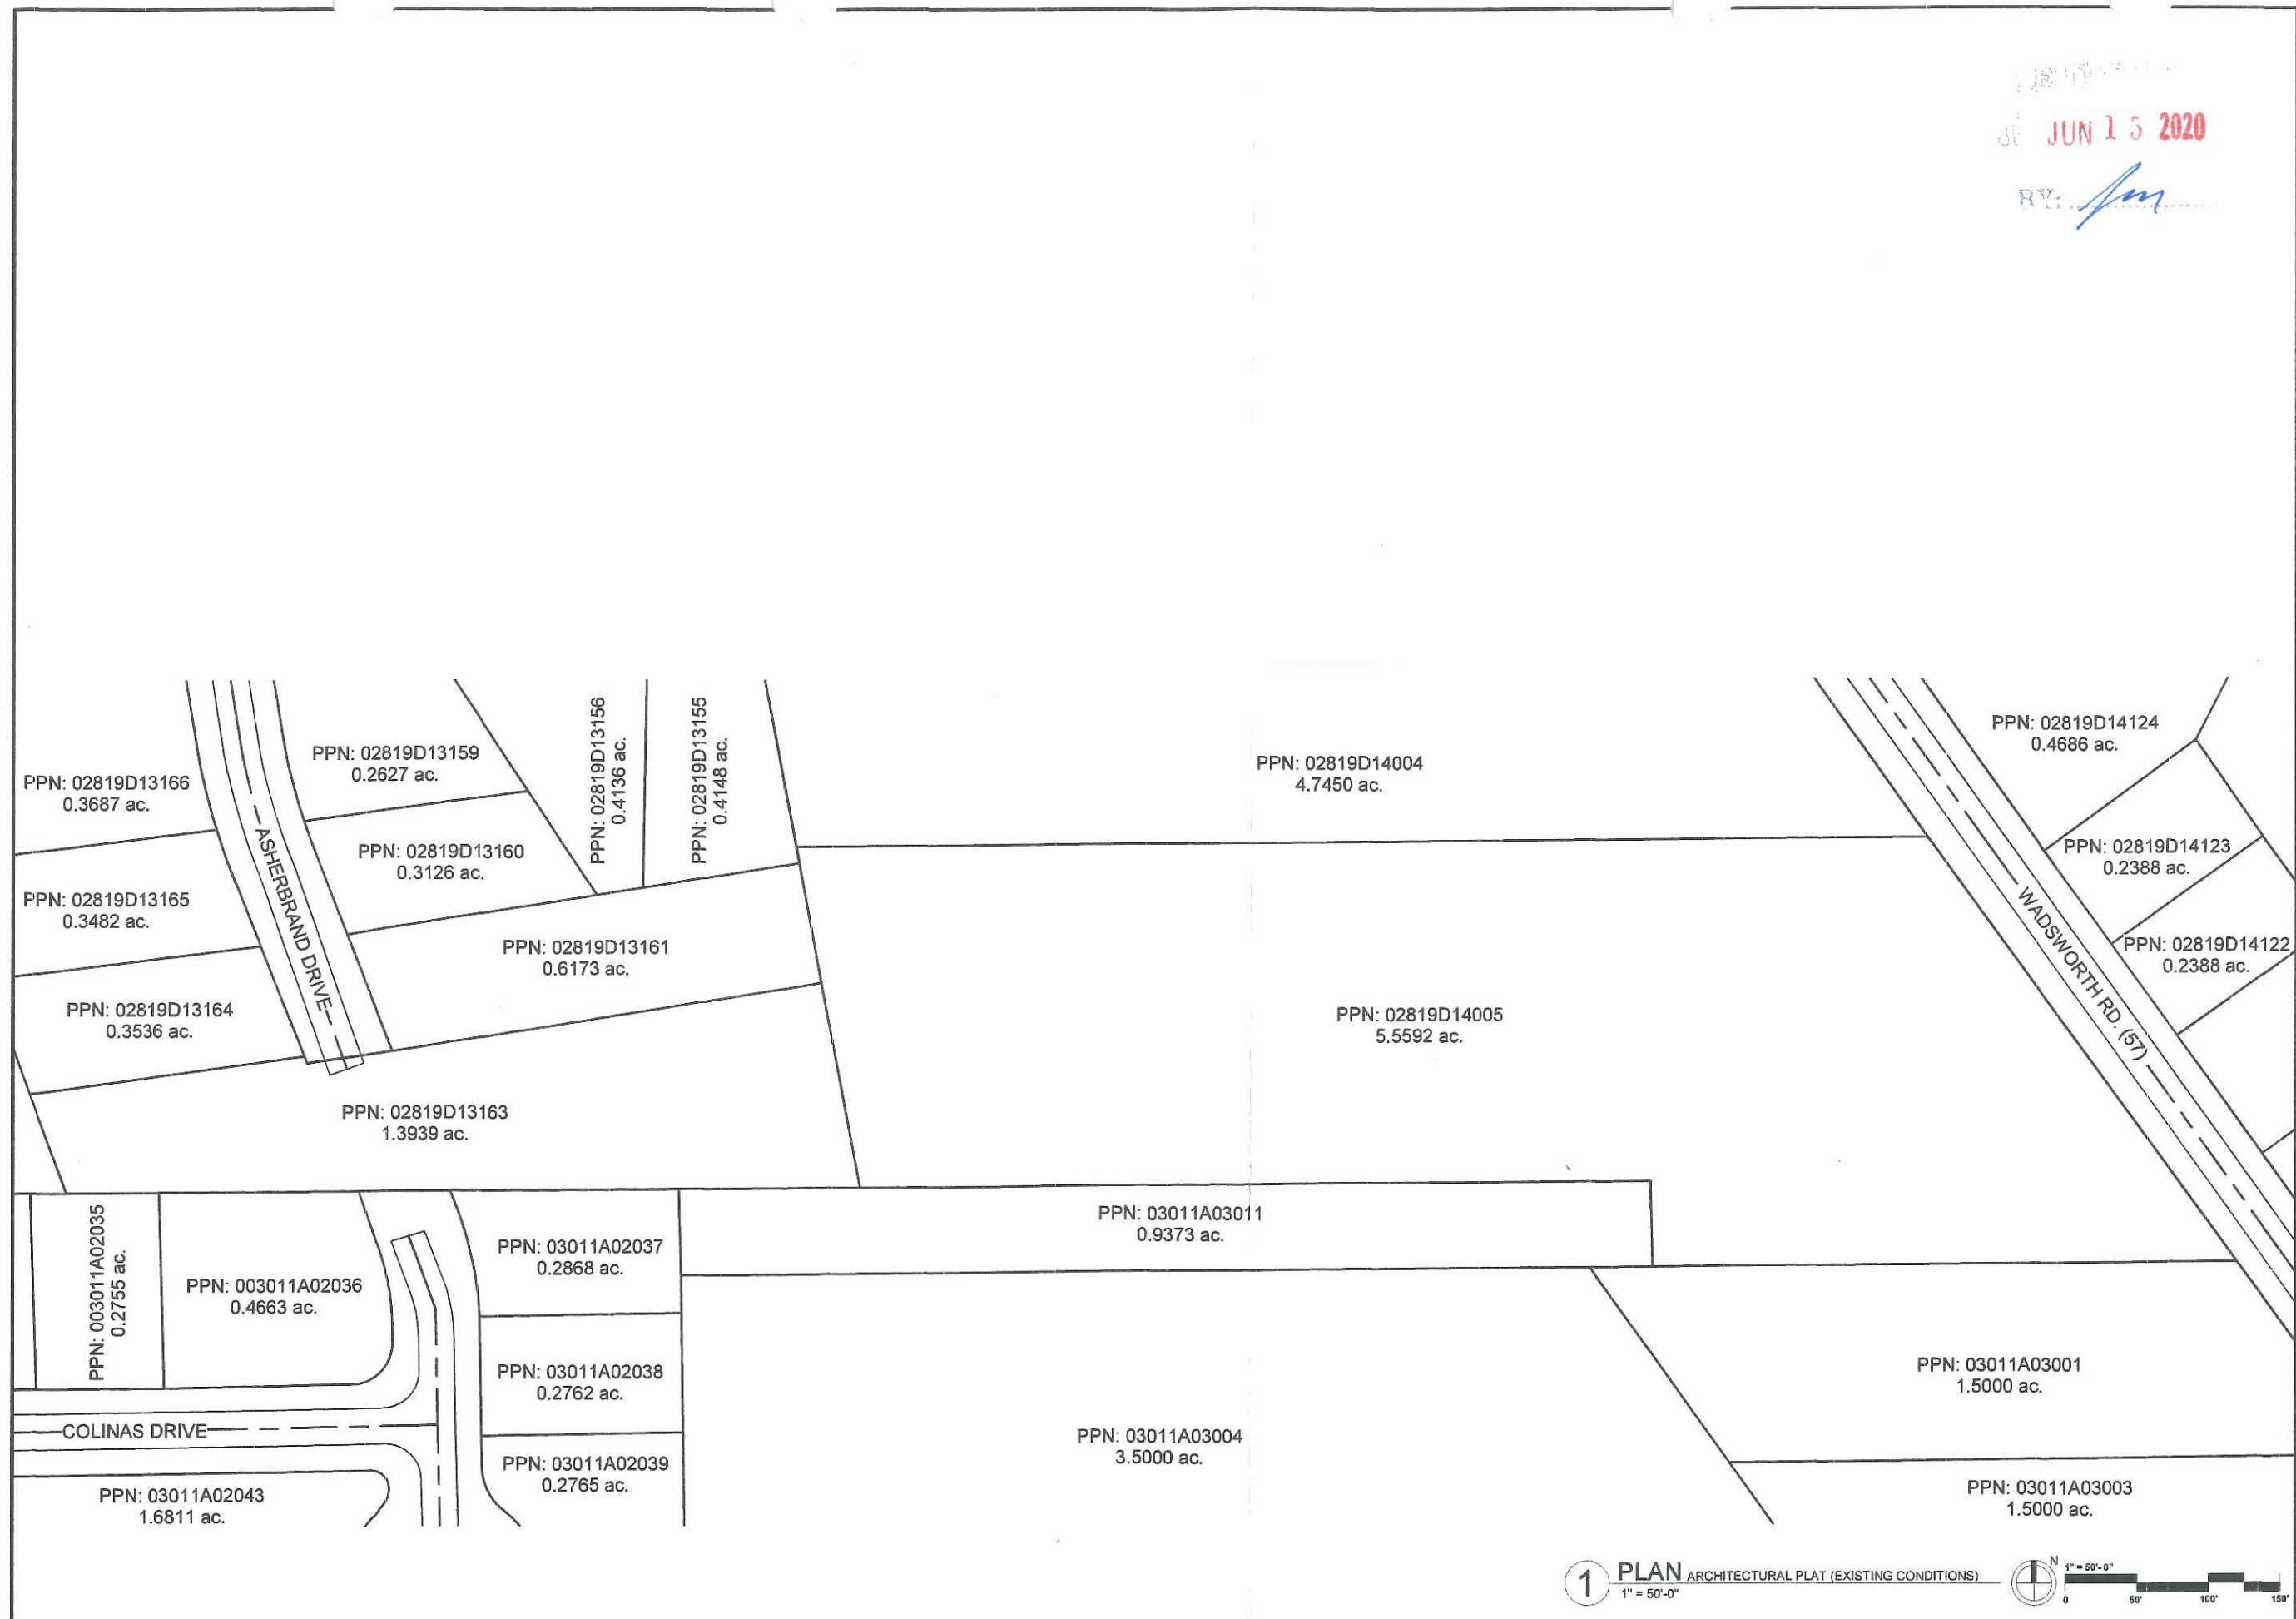 JUN 15 2020
BY:
PPN: 02819D13166
0.3687 ac.
PPN: 02819D13159
0.2627 ac.
PPN: 02819D13156
0.4136 ac.
PPN: 02819D13155
0.4148 ac.
PPN: 02819D14004
4.7450 ac.
PPN: 02819D14124
0.4686 ac.
PPN: 02819D13165
0.3482 ac.
ASHERBRAND DRIVE
PPN: 02819D13160
0.3126 ac.
PPN: 02819D14123
0.2388 ac.
PPN: 02819D13161
0.6173 ac.
WADSWORTH RD. (57)
PPN: 02819D14122
0.2388 ac.
PPN: 02819D13164
0.3536 ac.
PPN: 02819D14005
5.5592 ac.
PPN: 02819D13163
1.3939 ac.
PPN: 003011A02035
0.2755 ac.
PPN: 003011A02036
0.4663 ac.
PPN: 03011A02037
0.2868 ac.
PPN: 03011A03011
0.9373 ac.
PPN: 03011A02038
0.2762 ac.
PPN: 03011A03001
1.5000 ac.
COLINAS DRIVE
PPN: 03011A02039
0.2765 ac.
PPN: 03011A03004
3.5000 ac.
PPN: 03011A02043
1.6811 ac.
PPN: 03011A03003
1.5000 ac.
1 PLAN ARCHITECTURAL PLAT (EXISTING CONDITIONS)
1" = 50'-0"
N
1" = 50'-0"
0 50' 100' 150'